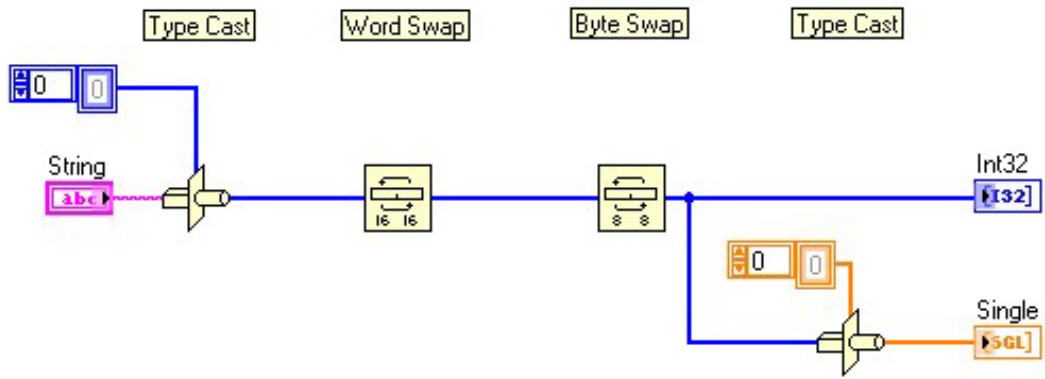 Type Cast
Word Swap
Byte Swap
Type Cast
0
0
String
abc
16 16
8 8
Int32
[I32]
0
0
Single
[SGL]